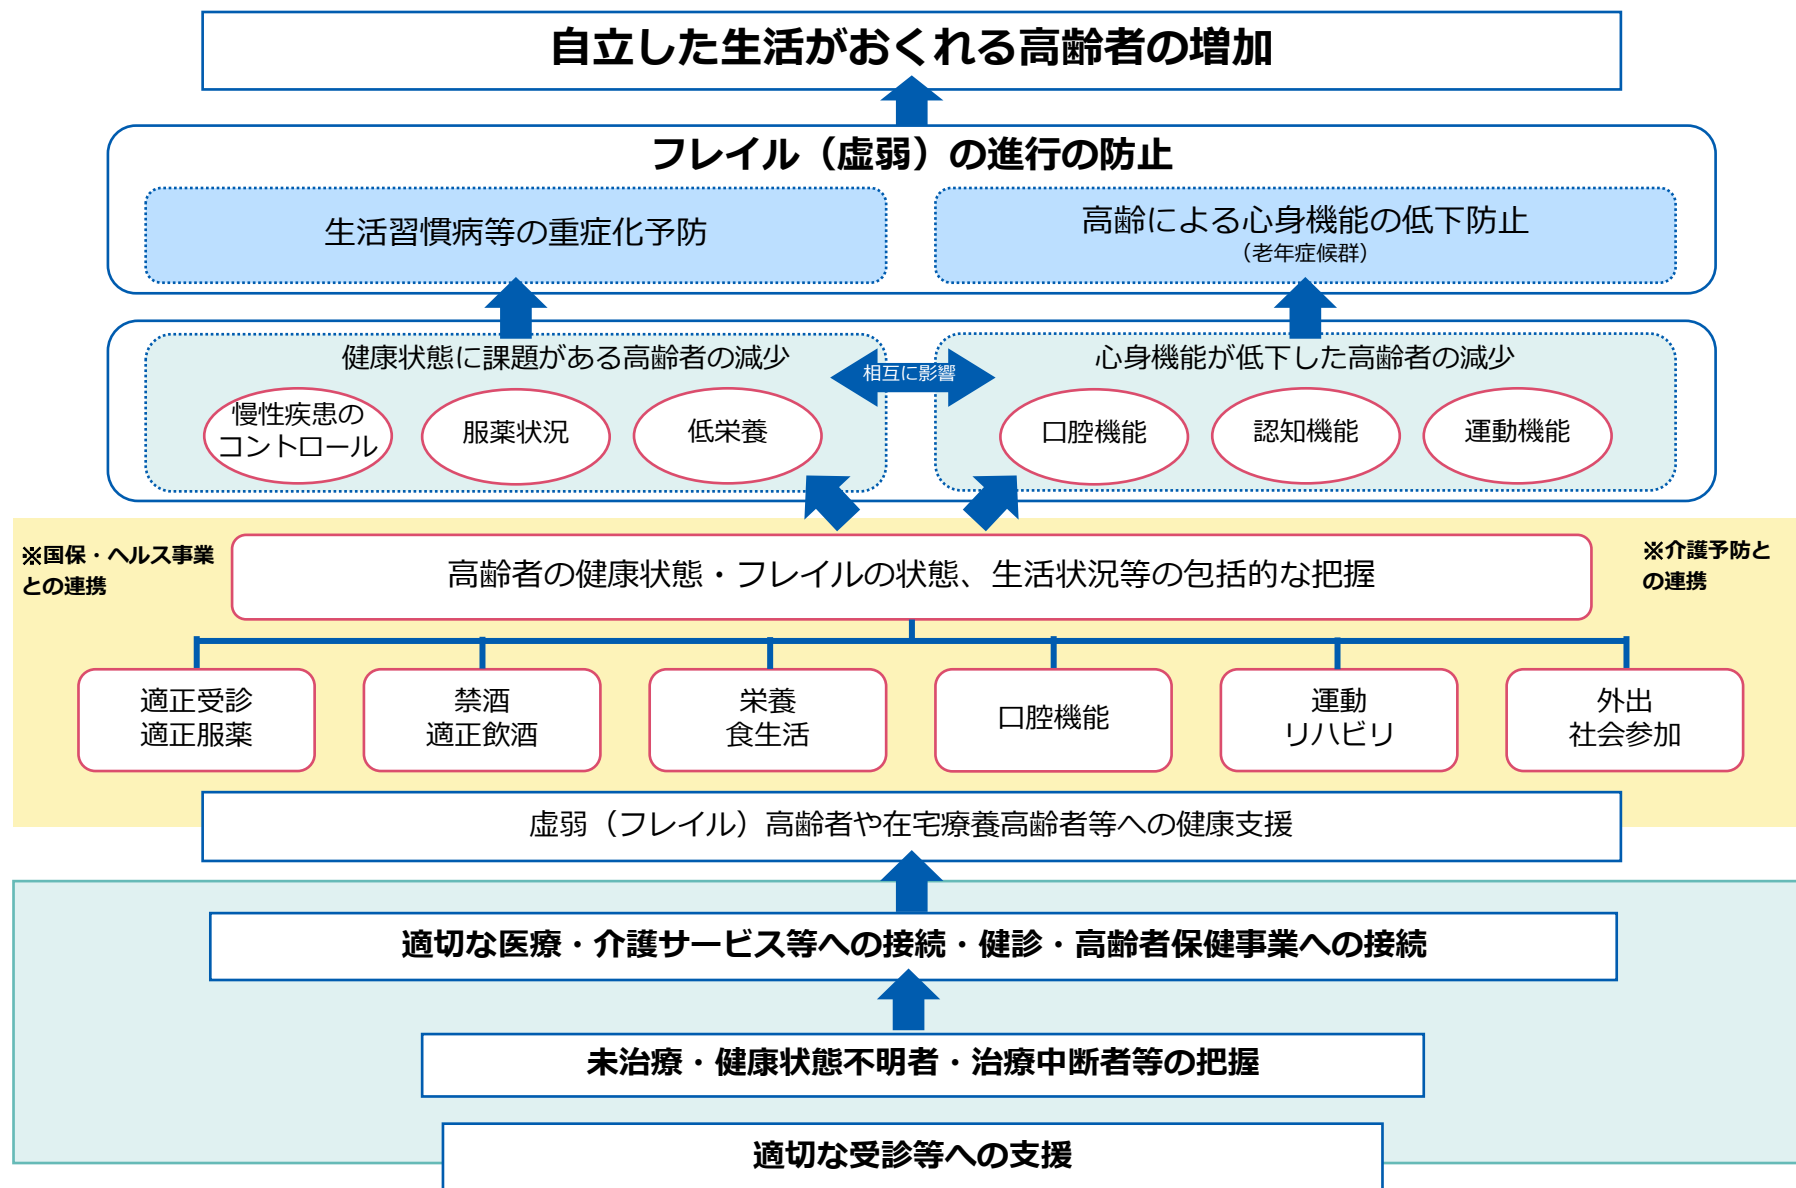 自立した生活がおくれる高齢者の増加
フレイル（虚弱）の進行の防止
生活習慣病等の重症化予防
高齢による心身機能の低下防止
（老年症候群）
健康状態に課題がある高齢者の減少
相互に影響
心身機能が低下した高齢者の減少
慢性疾患の
コントロール
服薬状況
低栄養
口腔機能
認知機能
運動機能
※国保・ヘルス事業
との連携
高齢者の健康状態・フレイルの状態、生活状況等の包括的な把握
※介護予防と
の連携
適正受診
適正服薬
禁酒
適正飲酒
栄養
食生活
口腔機能
運動
リハビリ
外出
社会参加
虚弱（フレイル）高齢者や在宅療養高齢者等への健康支援
適切な医療・介護サービス等への接続・健診・高齢者保健事業への接続
未治療・健康状態不明者・治療中断者等の把握
適切な受診等への支援